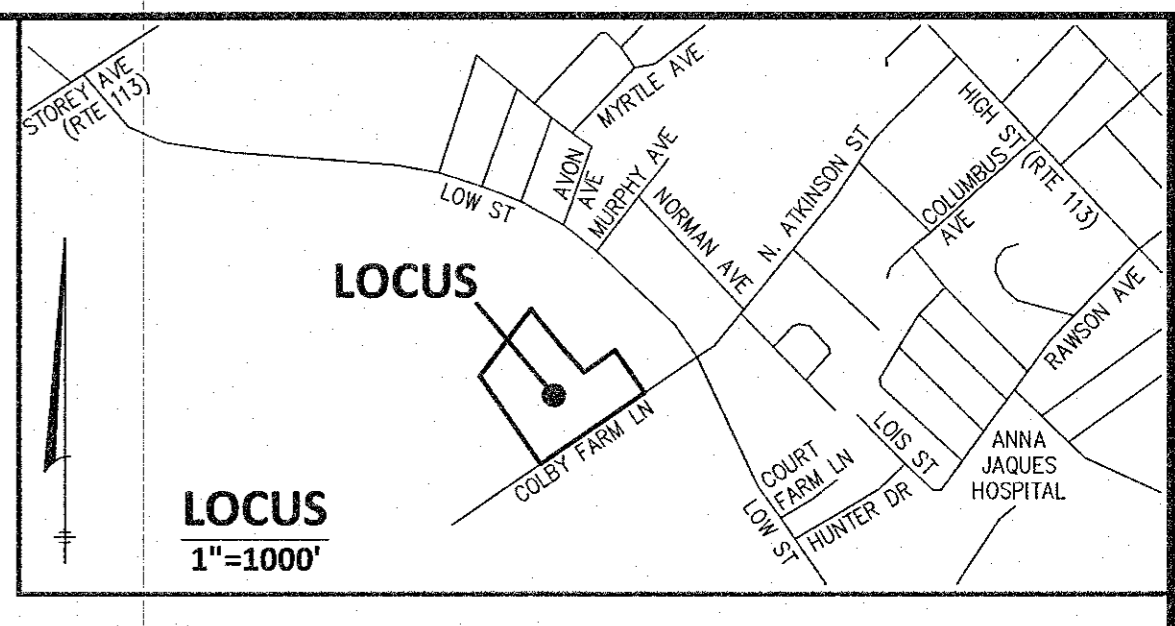 STOREY AVE
(RTE 113)
MYRTLE AVE
AVON
AVE
MURPHY AVE
LOW ST
NORMAN AVE
N. ATKINSON ST
HIGH ST (RTE 113)
COLUMBUS
AVE
RAWSON AVE
LOCUS
COLBY FARM LN
LOIS ST
COURT
FARM LN
HUNTER DR
LOW ST
ANNA
JAQUES
HOSPITAL
LOCUS
1"=1000'